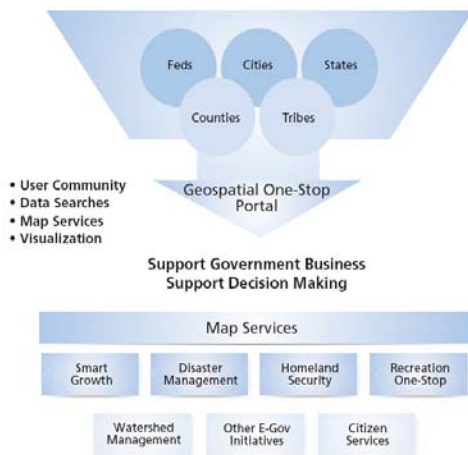 Feds
Cities
States
Counties
Tribes
Geospatial One-Stop
Portal
• User Community
• Data Searches
• Map Services
• Visualization
Support Government Business
Support Decision Making
Map Services
Smart
Growth
Disaster
Management
Homeland
Security
Recreation
One-Stop
Watershed
Management
Other E-Gov
Initiatives
Citizen
Services